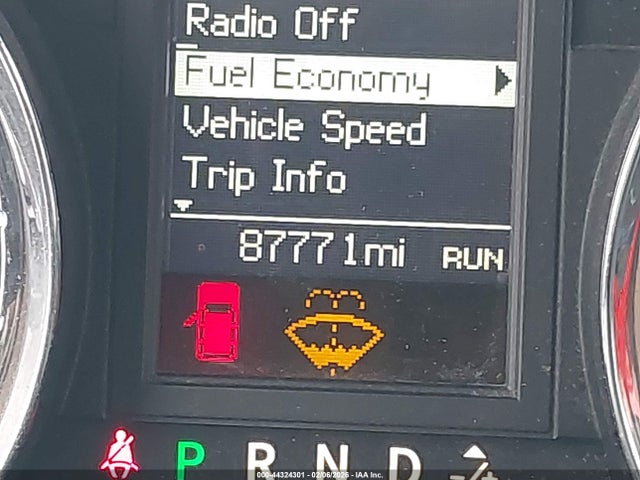 Radio Off
Fuel Economy
Vehicle Speed
Trip Info
87771mi RUN
P R N D -/+
000-44324301 - 02/06/2026 - IAA Inc.